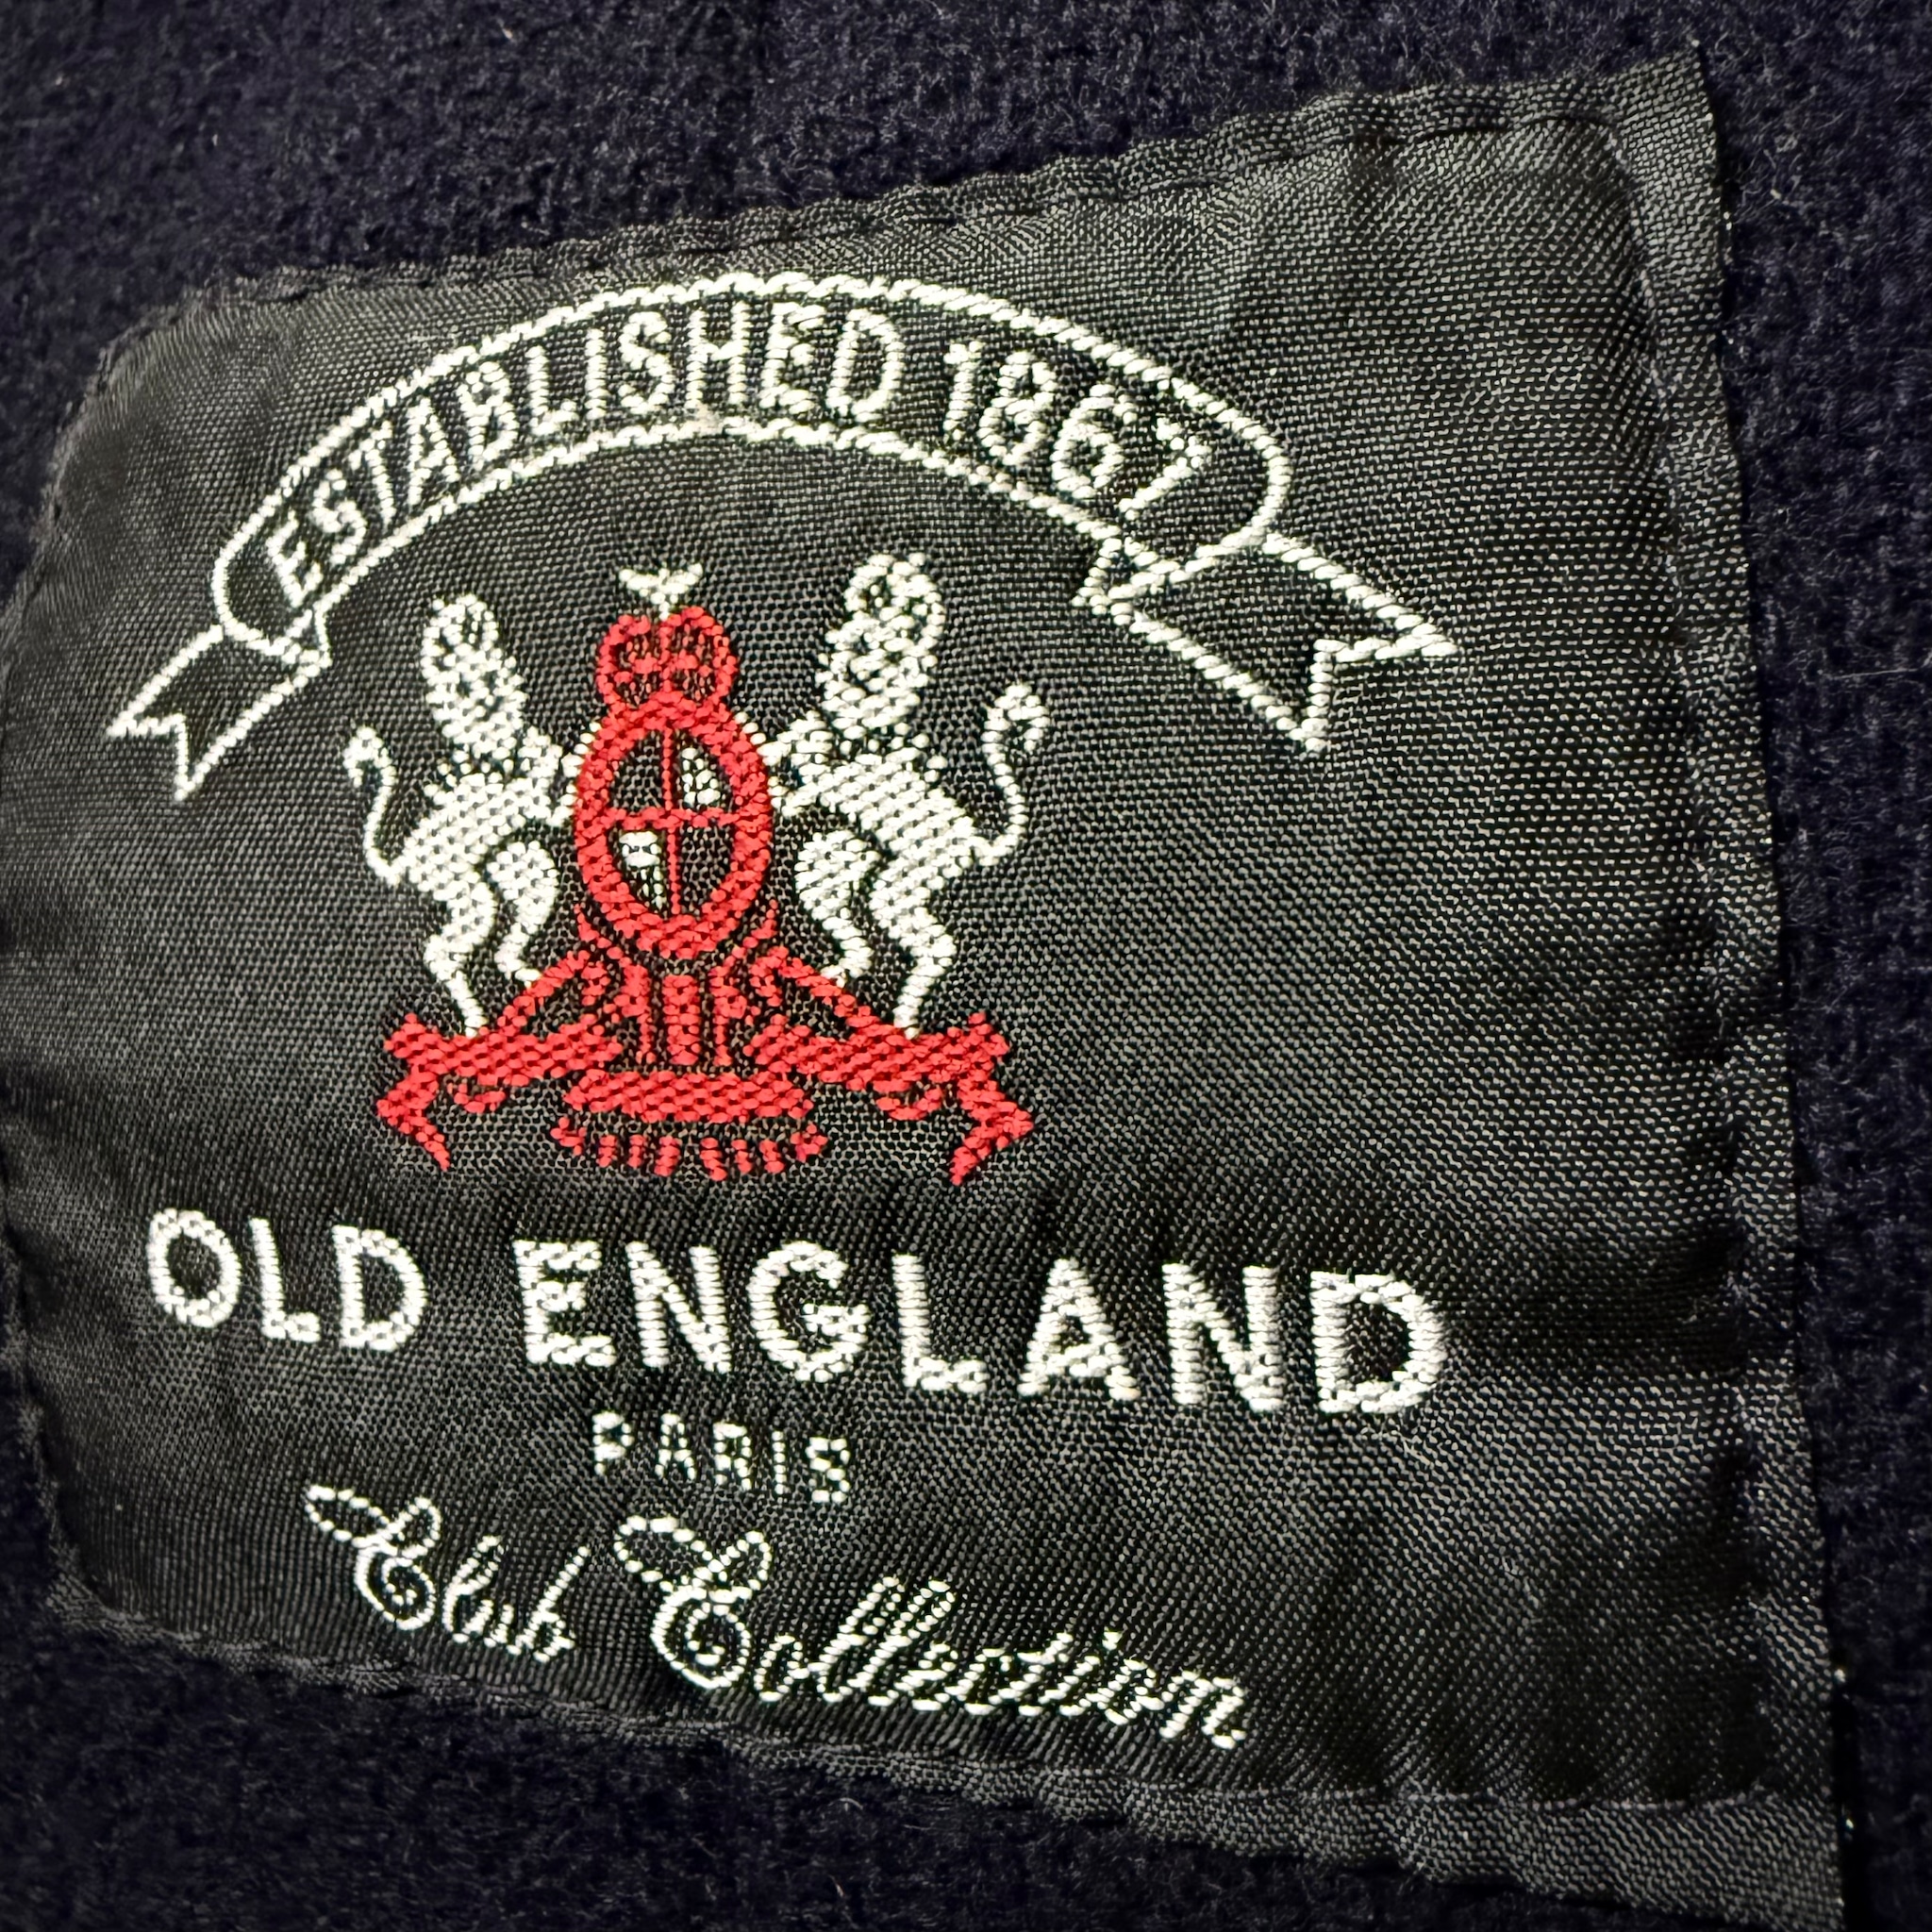 ESTABLISHED 1867
OLD ENGLAND
PARIS
Club Collection